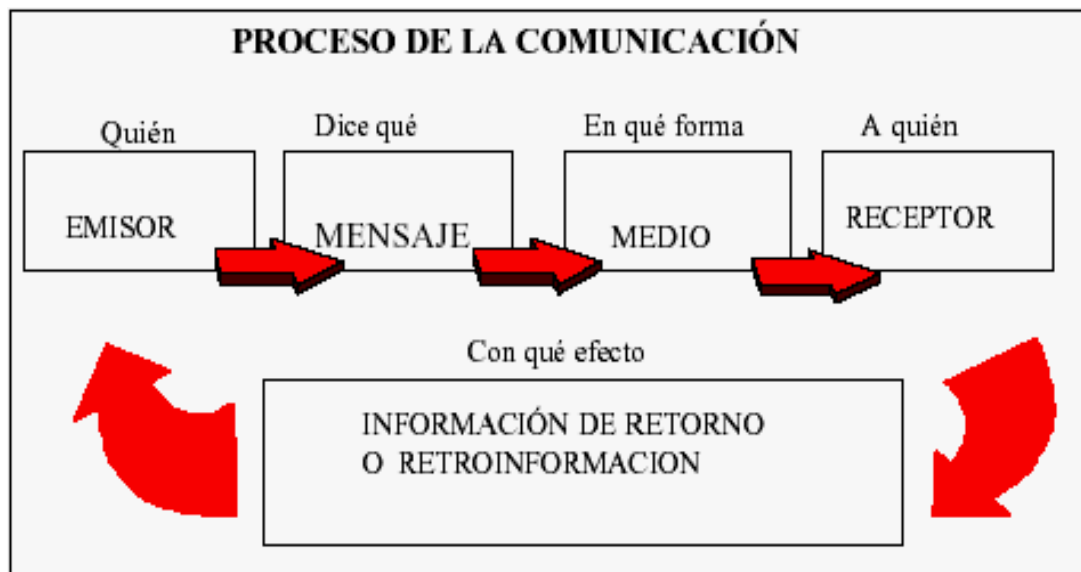 PROCESO DE LA COMUNICACIÓN
Quién
Dice qué
En qué forma
A quién
EMISOR
MENSAJE
MEDIO
RECEPTOR
Con qué efecto
INFORMACIÓN DE RETORNO
O RETROINFORMACION